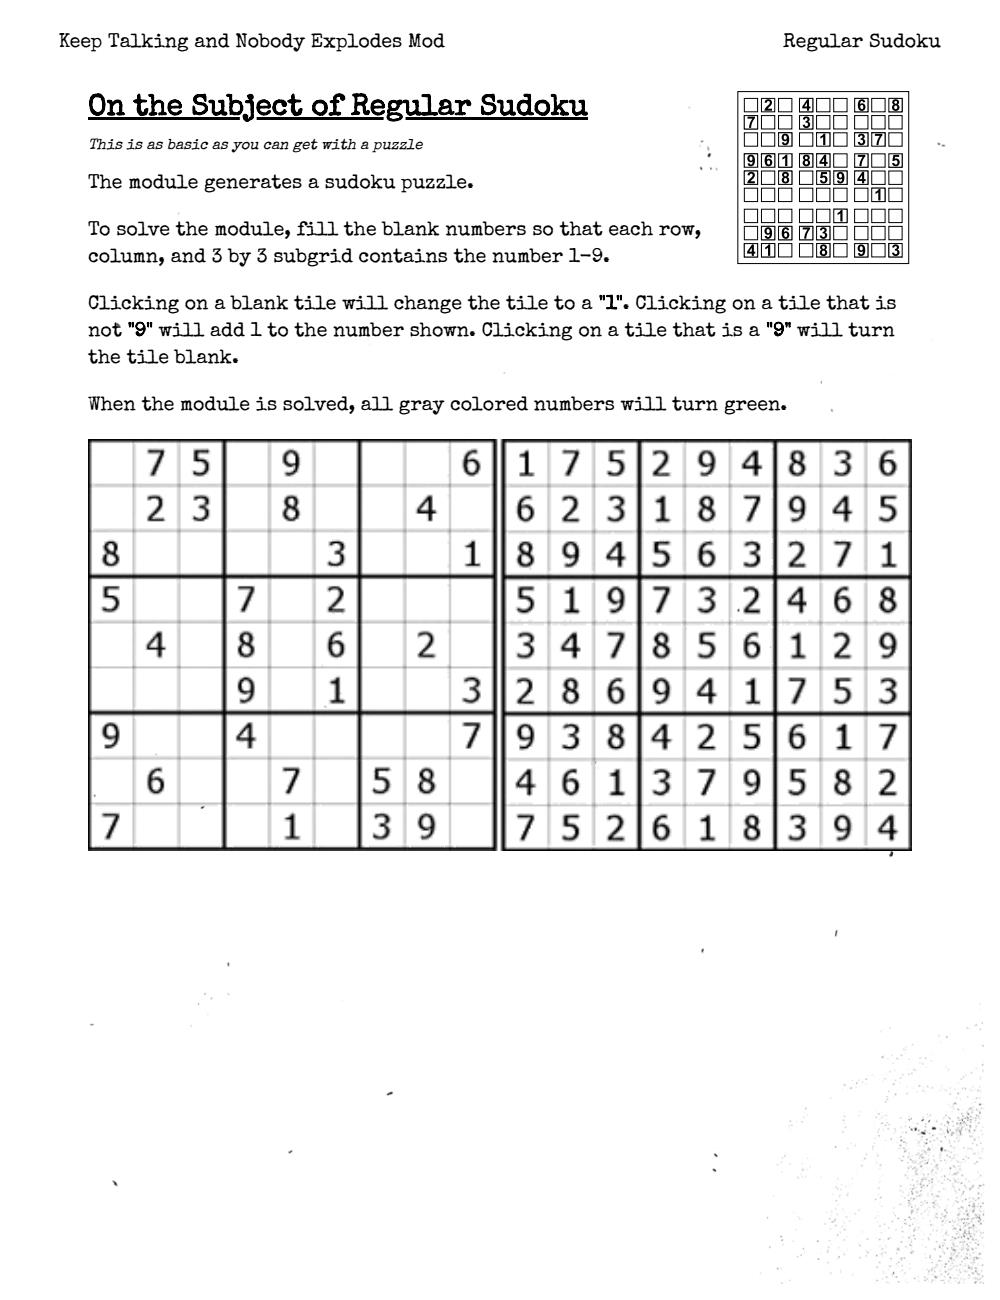 Keep Talking and Nobody Explodes Mod
Regular Sudoku
On the Subject of Regular Sudoku
This is as basic as you can get with a puzzle
The module generates a sudoku puzzle.
To solve the module, fill the blank numbers so that each row,
column, and 3 by 3 subgrid contains the number 1-9.
2 4 6 8
7 3
9 1 3 7
9 6 1 8 4 7 5
2 8 5 9 4
1
1
9 6 7 3
4 1 8 9 3
Clicking on a blank tile will change the tile to a "1". Clicking on a tile that is
not "9" will add 1 to the number shown. Clicking on a tile that is a "9" will turn
the tile blank.
When the module is solved, all gray colored numbers will turn green.
7 5 9 6
2 3 8 4
8 3 1
5 7 2
4 8 6 2
9 1 3
9 4 7
6 7 5 8
7 1 3 9
1 7 5 2 9 4 8 3 6
6 2 3 1 8 7 9 4 5
8 9 4 5 6 3 2 7 1
5 1 9 7 3 2 4 6 8
3 4 7 8 5 6 1 2 9
2 8 6 9 4 1 7 5 3
9 3 8 4 2 5 6 1 7
4 6 1 3 7 9 5 8 2
7 5 2 6 1 8 3 9 4